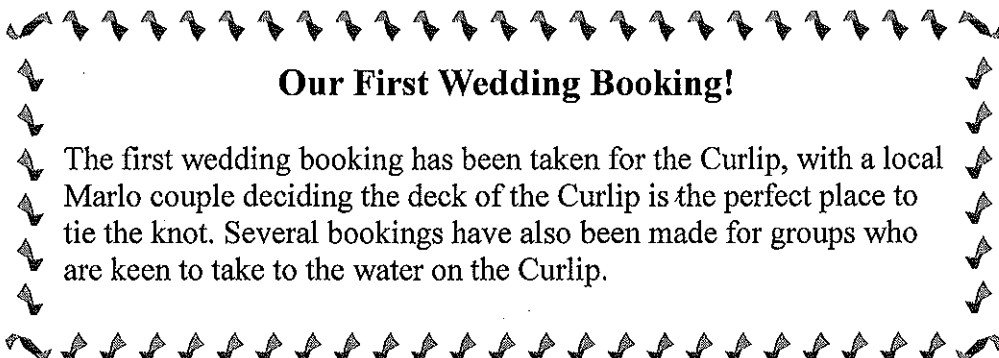 Our First Wedding Booking!
The first wedding booking has been taken for the Curlip, with a local
Marlo couple deciding the deck of the Curlip is the perfect place to
tie the knot. Several bookings have also been made for groups who
are keen to take to the water on the Curlip.